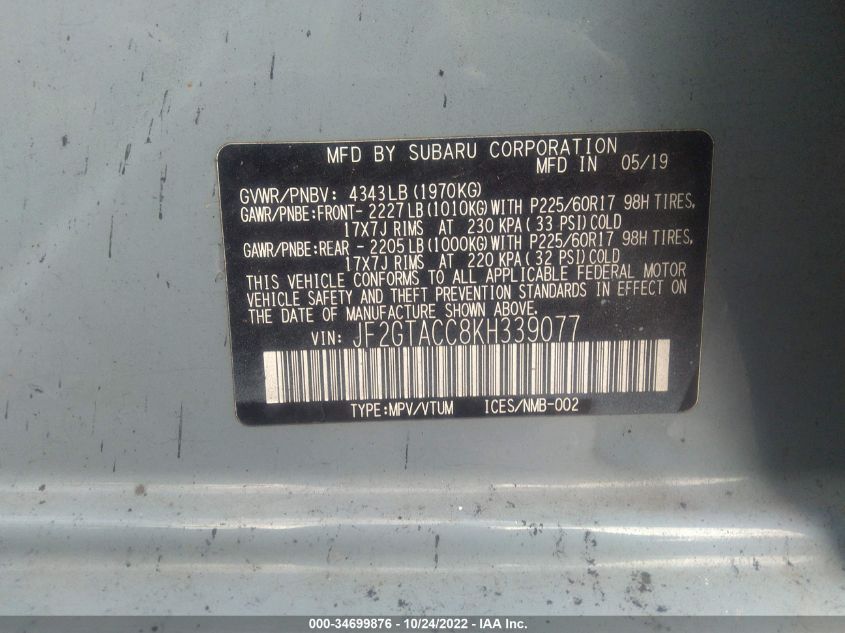 MFD BY SUBARU CORPORATION
MFD IN 05/19
GVWR/PNBV: 4343LB(1970KG)
GAWR/PNBE:FRONT- 2227LB(1010KG)WITH P225/60R17 98H TIRES,
17X7J RIMS AT 230 KPA(33 PSI)COLD
GAWR/PNBE:REAR - 2205LB(1000KG)WITH P225/60R17 98H TIRES,
17X7J RIMS AT 220 KPA(32 PSI)COLD
THIS VEHICLE CONFORMS TO ALL APPLICABLE FEDERAL MOTOR
VEHICLE SAFETY AND THEFT PREVENTION STANDARDS IN EFFECT ON
THE DATE OF MANUFACTURE SHOWN ABOVE.
VIN: JF2GTACC8KH339077
TYPE:MPV/VTUM ICES/NMB-002
000-34699876 - 10/24/2022 - IAA Inc.